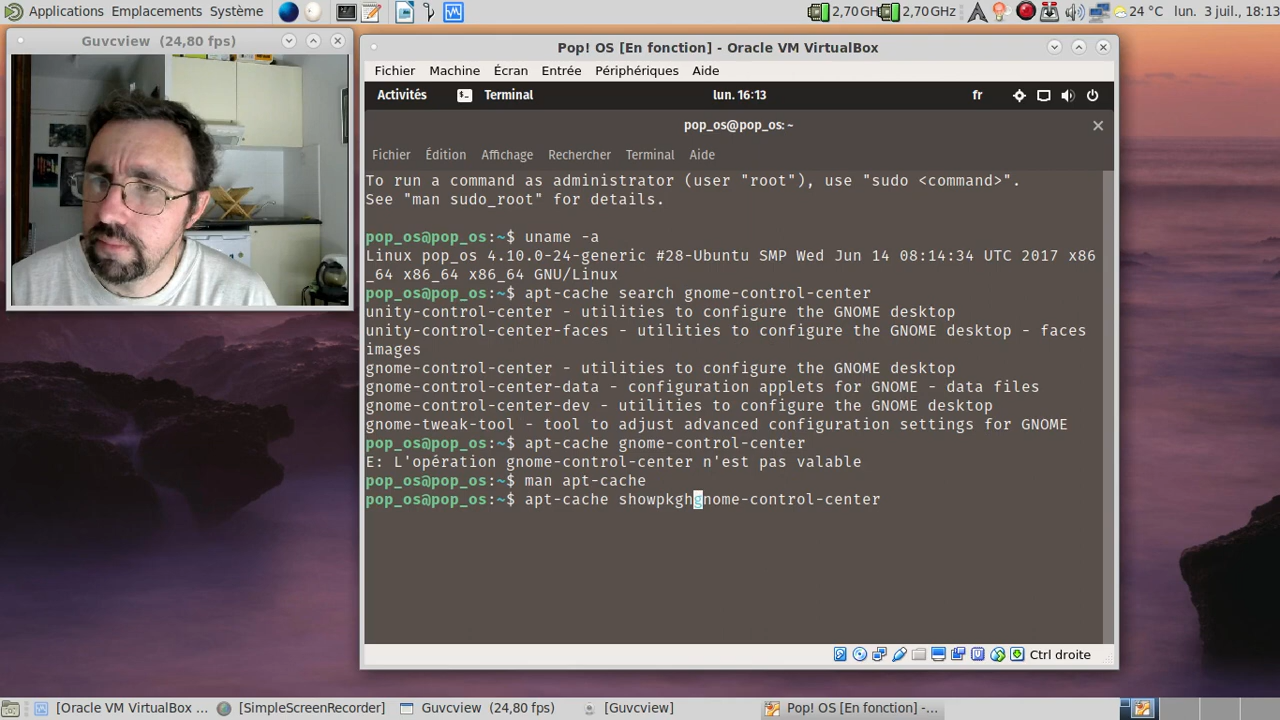 Applications Emplacements Système
2,70 GH 2,70 GHz 24 °C lun. 3 juil., 18:13
Guvcview (24,80 fps)
Pop! OS [En fonction] - Oracle VM VirtualBox
Fichier Machine Écran Entrée Périphériques Aide
Activités Terminal lun. 16:13 fr
pop_os@pop_os: ~
Fichier Édition Affichage Rechercher Terminal Aide
To run a command as administrator (user "root"), use "sudo <command>".
See "man sudo_root" for details.
pop_os@pop_os:~$ uname -a
Linux pop_os 4.10.0-24-generic #28-Ubuntu SMP Wed Jun 14 08:14:34 UTC 2017 x86
_64 x86_64 x86_64 GNU/Linux
pop_os@pop_os:~$ apt-cache search gnome-control-center
unity-control-center - utilities to configure the GNOME desktop
unity-control-center-faces - utilities to configure the GNOME desktop - faces
images
gnome-control-center - utilities to configure the GNOME desktop
gnome-control-center-data - configuration applets for GNOME - data files
gnome-control-center-dev - utilities to configure the GNOME desktop
gnome-tweak-tool - tool to adjust advanced configuration settings for GNOME
pop_os@pop_os:~$ apt-cache gnome-control-center
E: L'opération gnome-control-center n'est pas valable
pop_os@pop_os:~$ man apt-cache
pop_os@pop_os:~$ apt-cache showpkghgnome-control-center
Ctrl droite
[Oracle VM VirtualBox ... [SimpleScreenRecorder] Guvcview (24,80 fps) [Guvcview] Pop! OS [En fonction] -...